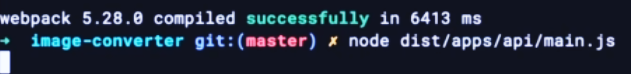 webpack 5.28.0 compiled successfully in 6413 ms
→ image-converter git:(master) ✗ node dist/apps/api/main.js